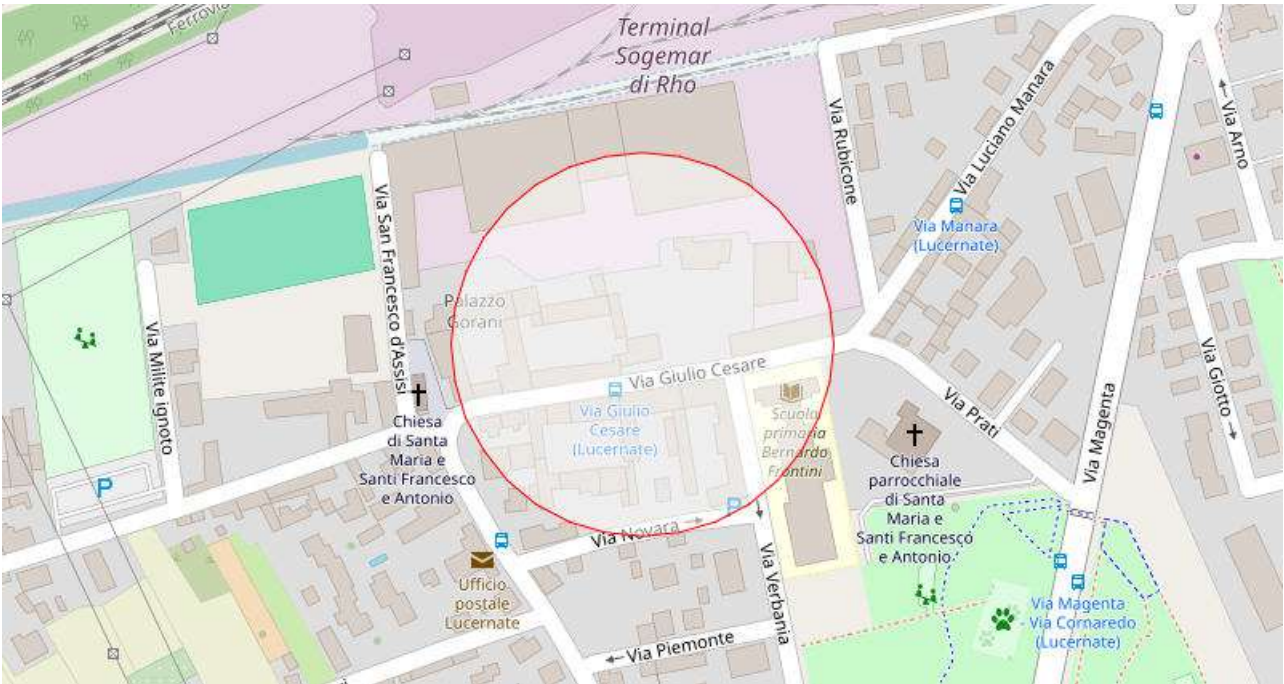 Ferrovia
Terminal
Sogemar
di Rho
Via Rubicone
Via Luciano Manara
Via Arno
Via San Francesco d'Assisi
Via Manara
(Lucernate)
Palazzo
Gorani
Via Milite ignoto
Via Giulio Cesare
Via Giulio
Cesare
(Lucernate)
Scuola
primaria
Bernardo
Frontini
Via Prati
Via Magenta
Via Giotto
Chiesa
di Santa
Maria e
Santi Francesco
e Antonio
Chiesa
parrocchiale
di Santa
Maria e
Santi Francesco
e Antonio
P
P
Via Novara
Via Verbania
Ufficio
postale
Lucernate
Via Magenta
Via Cornaredo
(Lucernate)
Via Piemonte